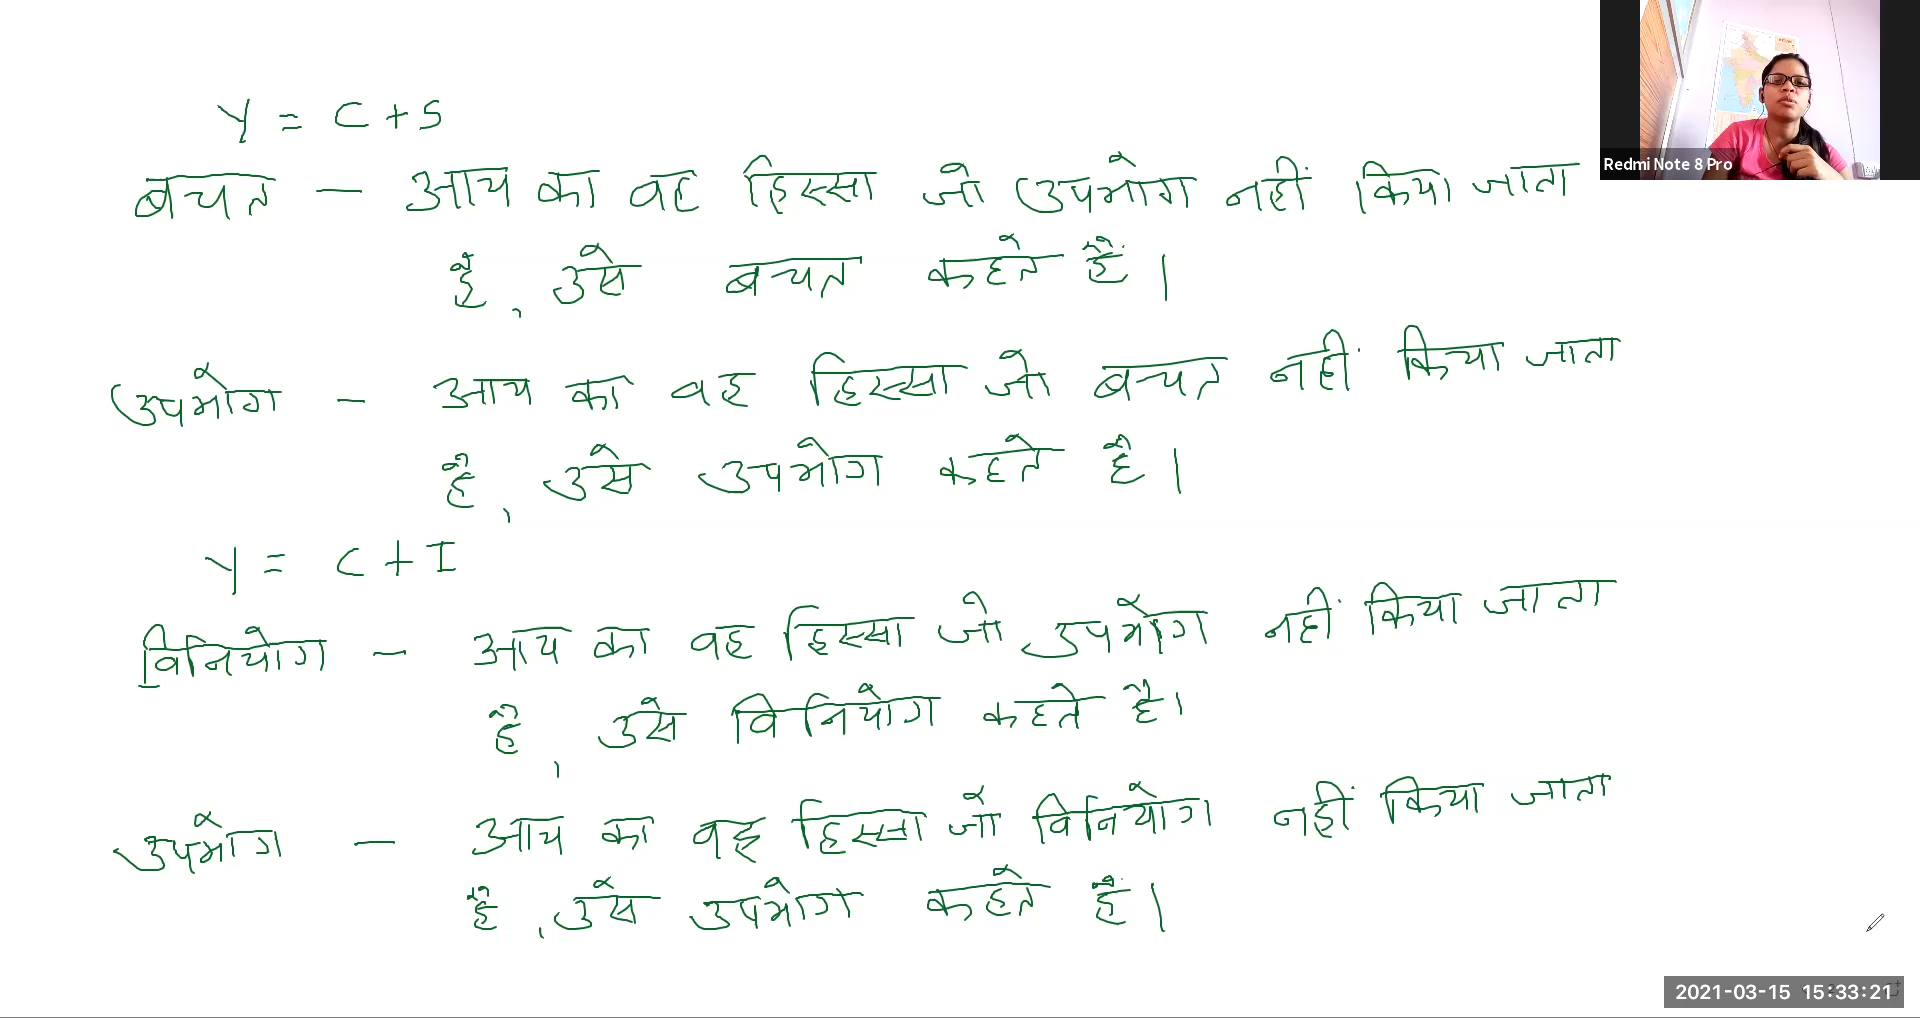 Y = C + S
Redmi Note 8 Pro
बचत — आय का वह हिस्सा जो उपभोग नहीं किया जाता
है, उसे बचत कहते हैं।
उपभोग — आय का वह हिस्सा जो बचत नहीं किया जाता
है, उसे उपभोग कहते है।
Y = C + I
विनियोग — आय का वह हिस्सा जो उपभोग नहीं किया जाता
है, उसे विनियोग कहते है।
उपभोग — आय का वह हिस्सा जो विनियोग नहीं किया जाता
है, उसे उपभोग कहते हैं।
2021-03-15 15:33:21